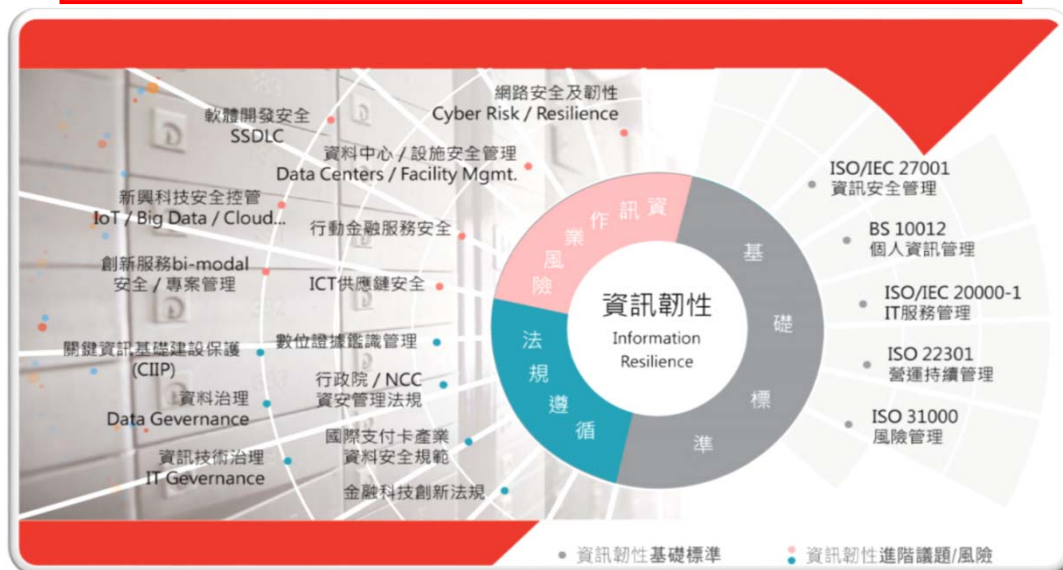 網路安全及韌性
Cyber Risk / Resilience
軟體開發安全
SSDLC
資料中心 / 設施安全管理
Data Centers / Facility Mgmt.
新興科技安全控管
IoT / Big Data / Cloud...
行動金融服務安全
創新服務bi-modal
安全 / 專案管理
ICT供應鏈安全
關鍵資訊基礎建設保護
(CIIP)
數位證據鑑識管理
資料治理
Data Governance
行政院 / NCC
資安管理法規
資訊技術治理
IT Gevernance
國際支付卡產業
資料安全規範
金融科技創新法規
資訊作業風險
法規遵循
基礎標準
資訊韌性
Information
Resilience
ISO/IEC 27001
資訊安全管理
BS 10012
個人資訊管理
ISO/IEC 20000-1
IT服務管理
ISO 22301
營運持續管理
ISO 31000
風險管理
資訊韌性基礎標準
資訊韌性進階議題/風險